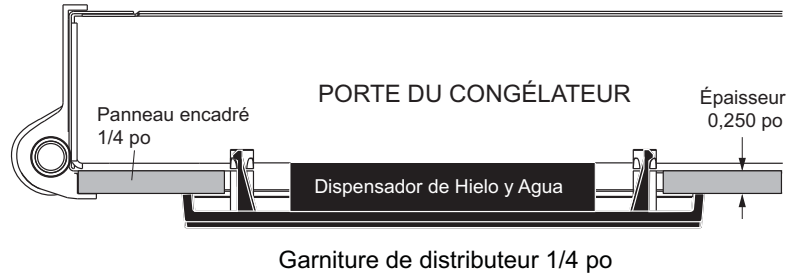 PORTE DU CONGÉLATEUR
Panneau encadré
1/4 po
Épaisseur
0,250 po
Dispensador de Hielo y Agua
Garniture de distributeur 1/4 po